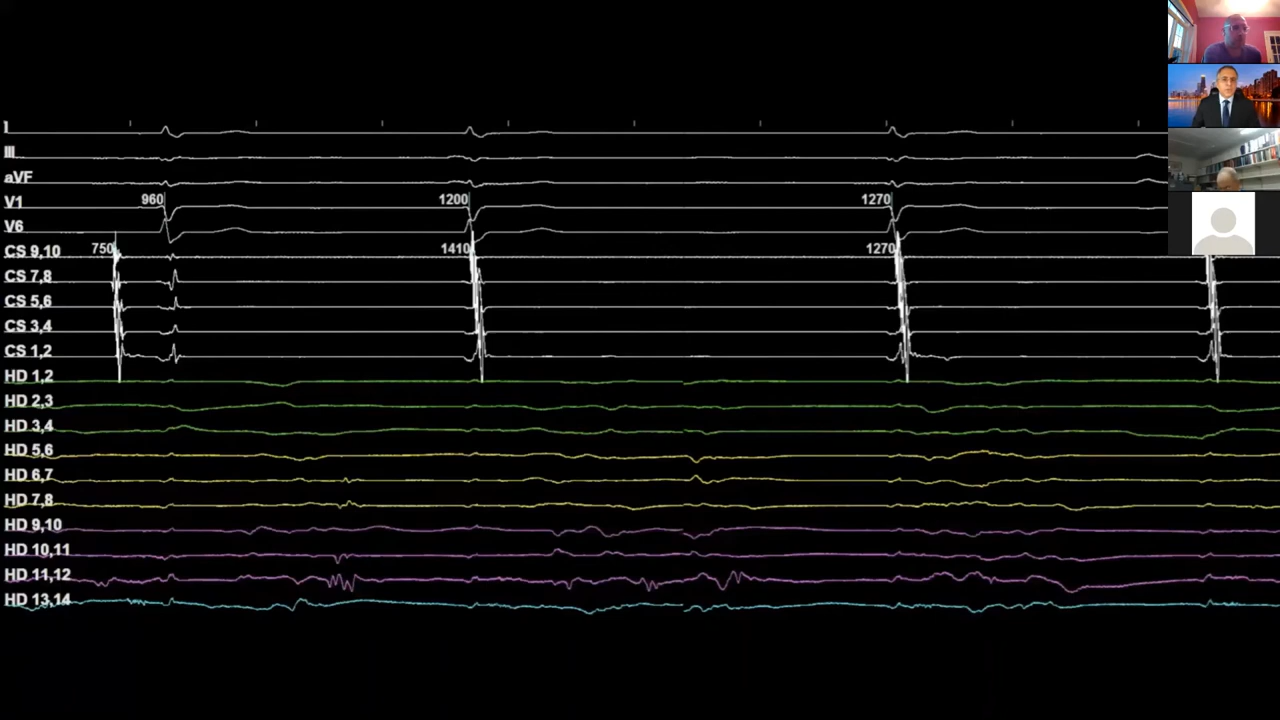 I
III
aVF
V1 960 1200 1270
V6
CS 9,10 750 1410 1270
CS 7,8
CS 5,6
CS 3,4
CS 1,2
HD 1,2
HD 2,3
HD 3,4
HD 5,6
HD 6,7
HD 7,8
HD 9,10
HD 10,11
HD 11,12
HD 13,14